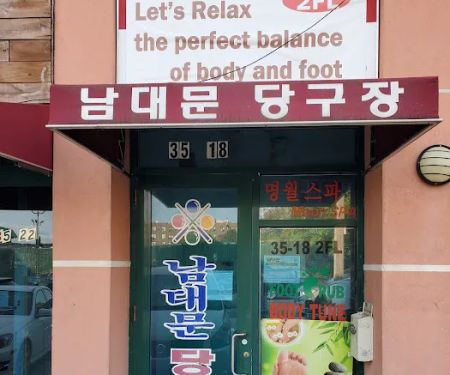 2FL
Let's Relax
the perfect balance
of body and foot
남대문 당구장
35 18
35 22
남대문 당
명월스파
35-18 2FL
FOOT RUB
BODY TUNE